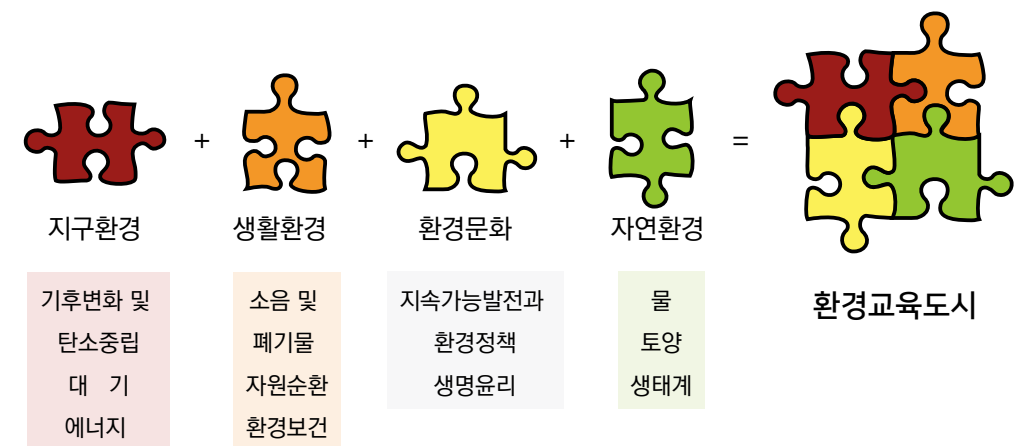 + + + =
지구환경 생활환경 환경문화 자연환경
환경교육도시
기후변화 및
탄소중립
대 기
에너지
소음 및
폐기물
자원순환
환경보건
지속가능발전과
환경정책
생명윤리
물
토양
생태계